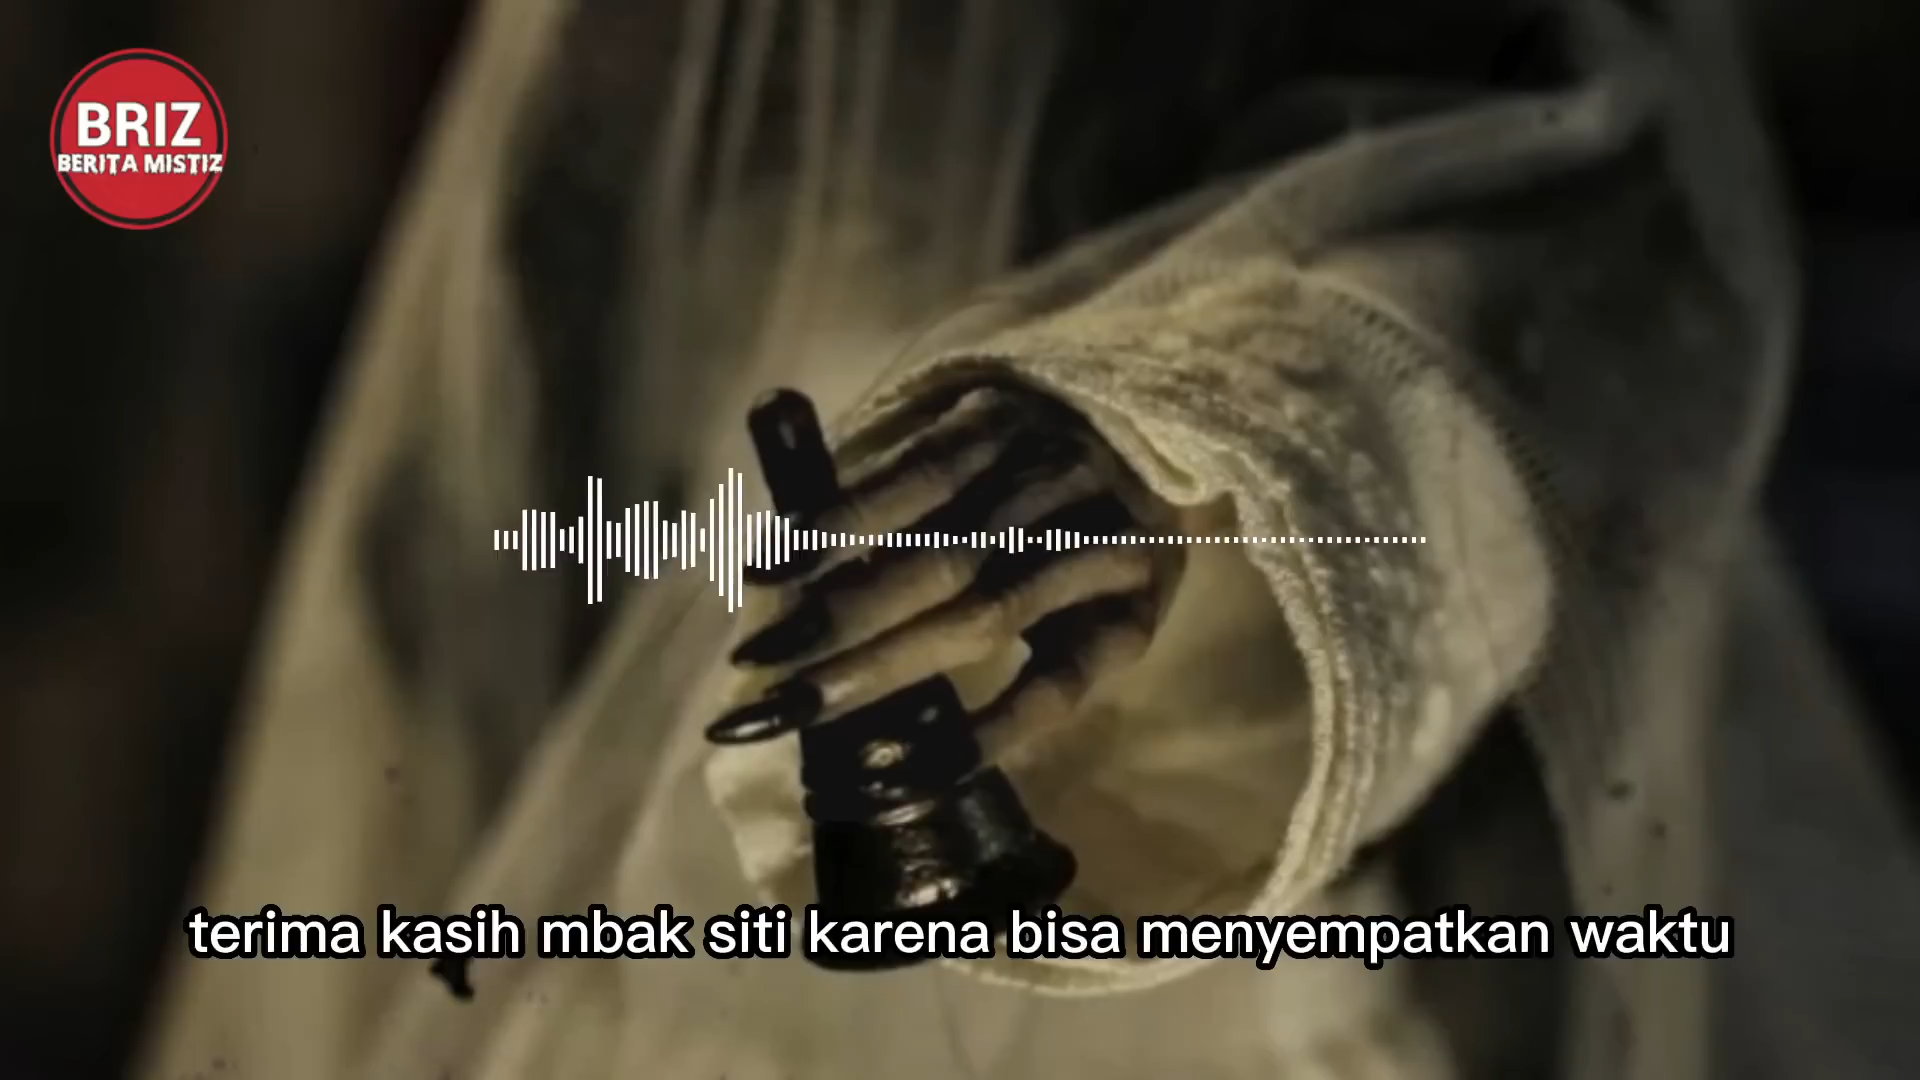 BRIZ
BERITA MISTIZ
terima kasih mbak siti karena bisa menyempatkan waktu